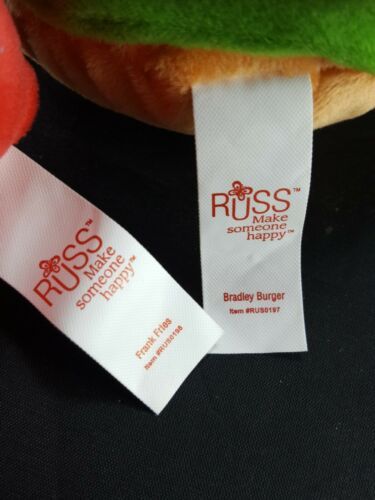 RUSS™
Make
someone
happy™
Frank Fries
Item #RUS0198
RUSS™
Make
someone
happy™
Bradley Burger
Item #RUS0197